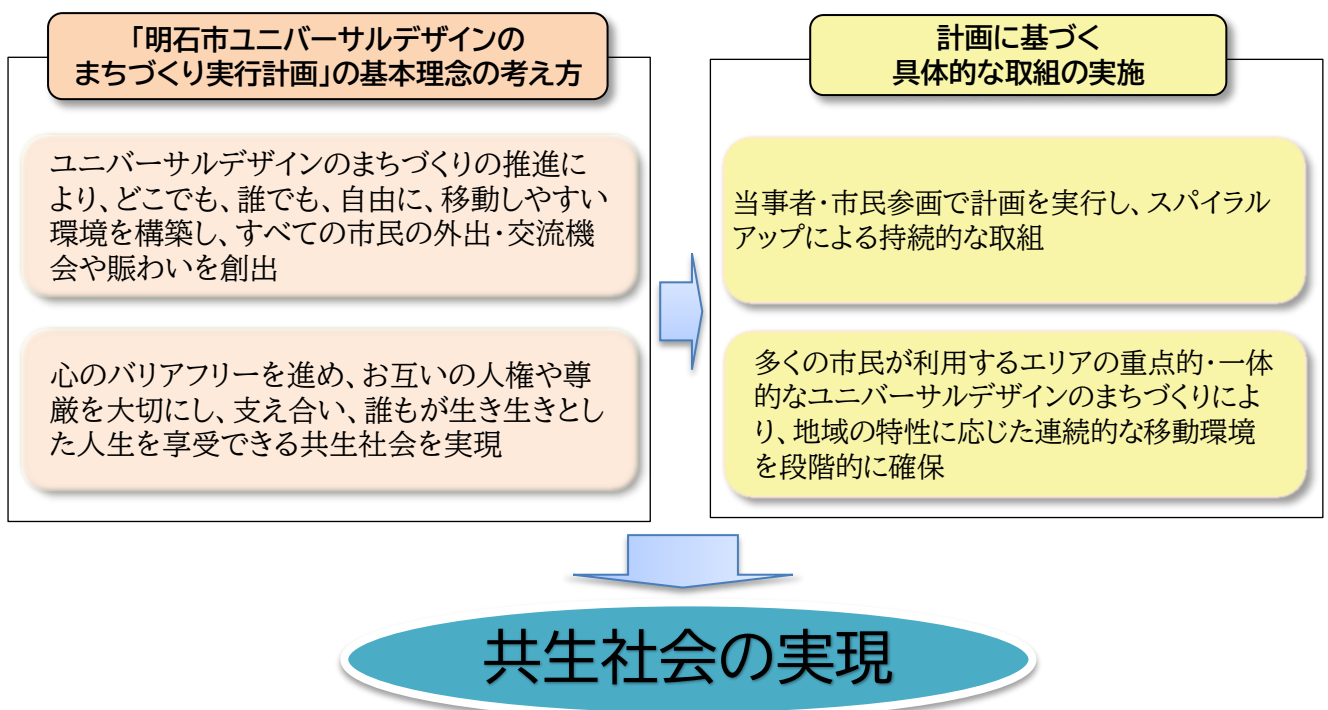 「明石市ユニバーサルデザインの
まちづくり実行計画」の基本理念の考え方
ユニバーサルデザインのまちづくりの推進に
より、どこでも、誰でも、自由に、移動しやすい
環境を構築し、すべての市民の外出・交流機
会や賑わいを創出
心のバリアフリーを進め、お互いの人権や尊
厳を大切にし、支え合い、誰もが生き生きとし
た人生を享受できる共生社会を実現
計画に基づく
具体的な取組の実施
当事者・市民参画で計画を実行し、スパイラル
アップによる持続的な取組
多くの市民が利用するエリアの重点的・一体
的なユニバーサルデザインのまちづくりによ
り、地域の特性に応じた連続的な移動環境
を段階的に確保
共生社会の実現